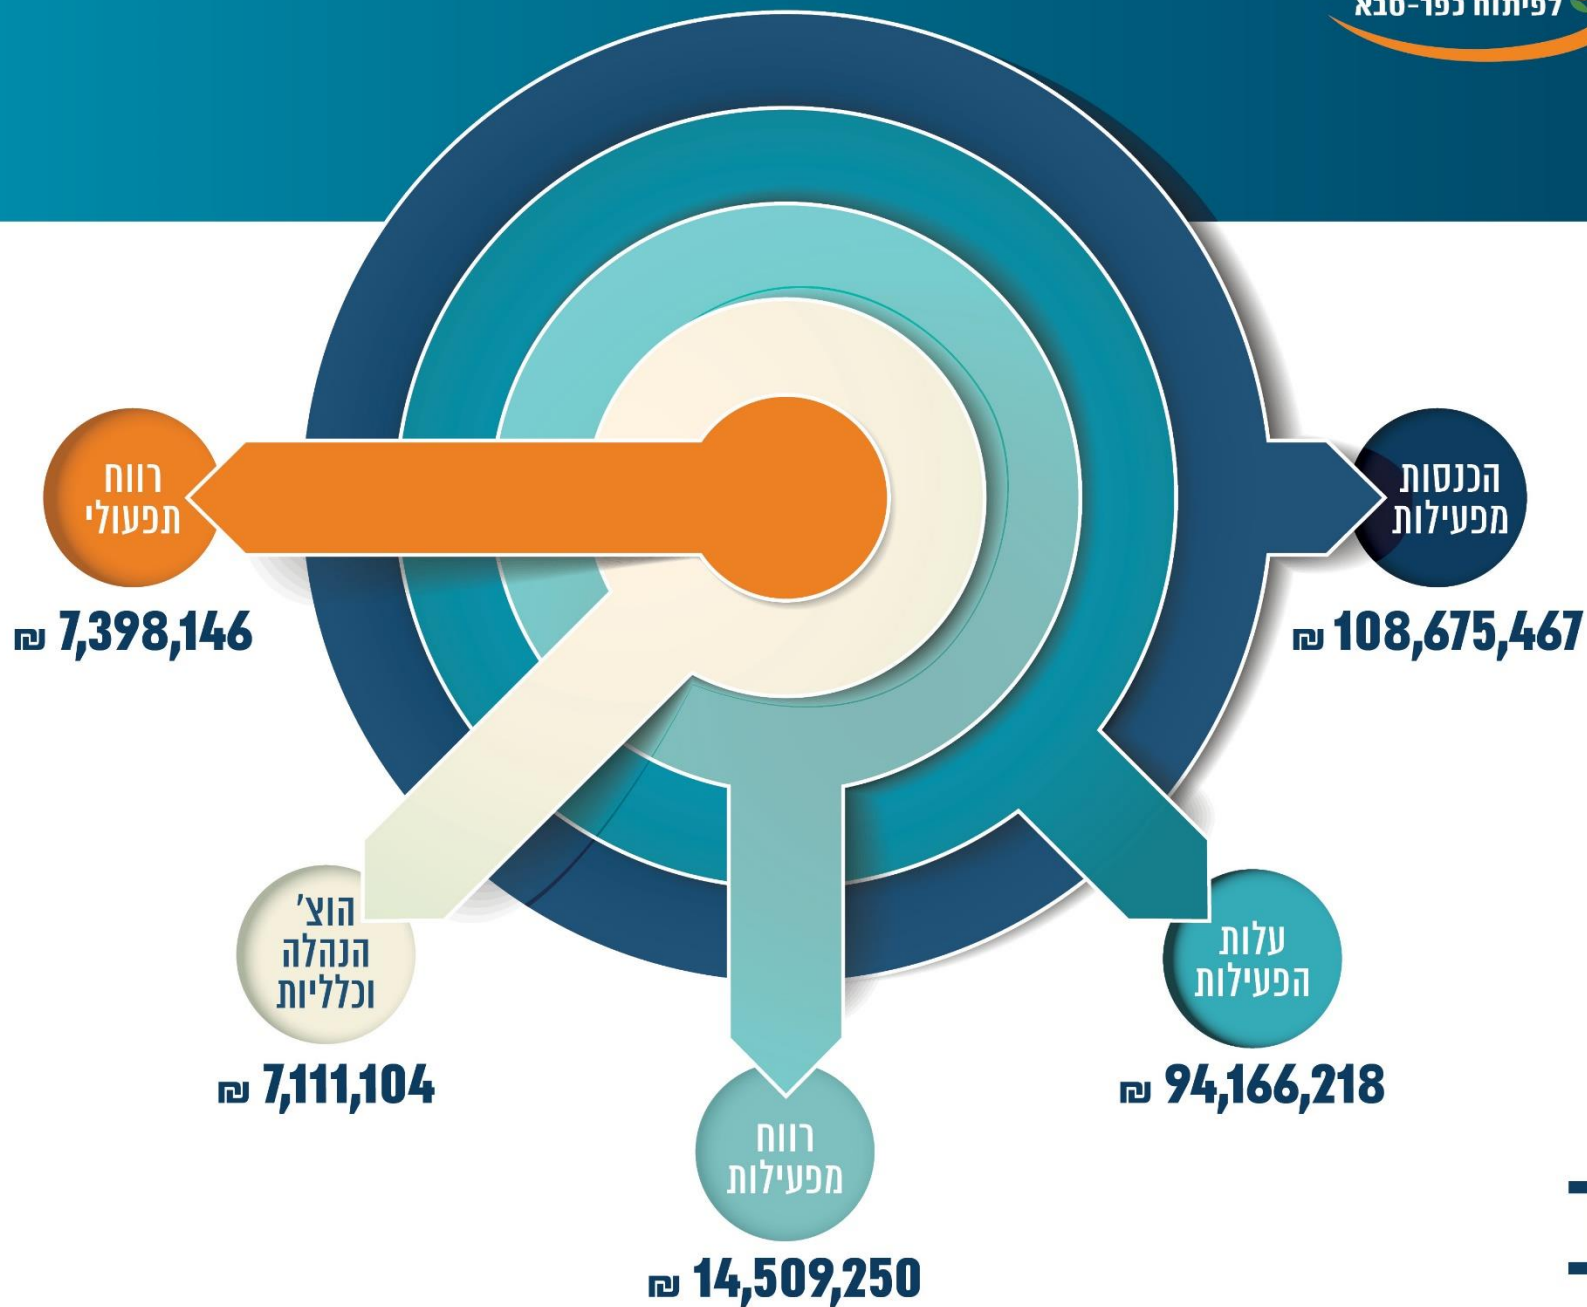 לפיתוח כפר-סבא
הכנסות
מפעילות
108,675,467 ₪
עלות
הפעילות
94,166,218 ₪
רווח
מפעילות
14,509,250 ₪
הוצ'
הנהלה
וכלליות
7,111,104 ₪
רווח
תפעולי
7,398,146 ₪